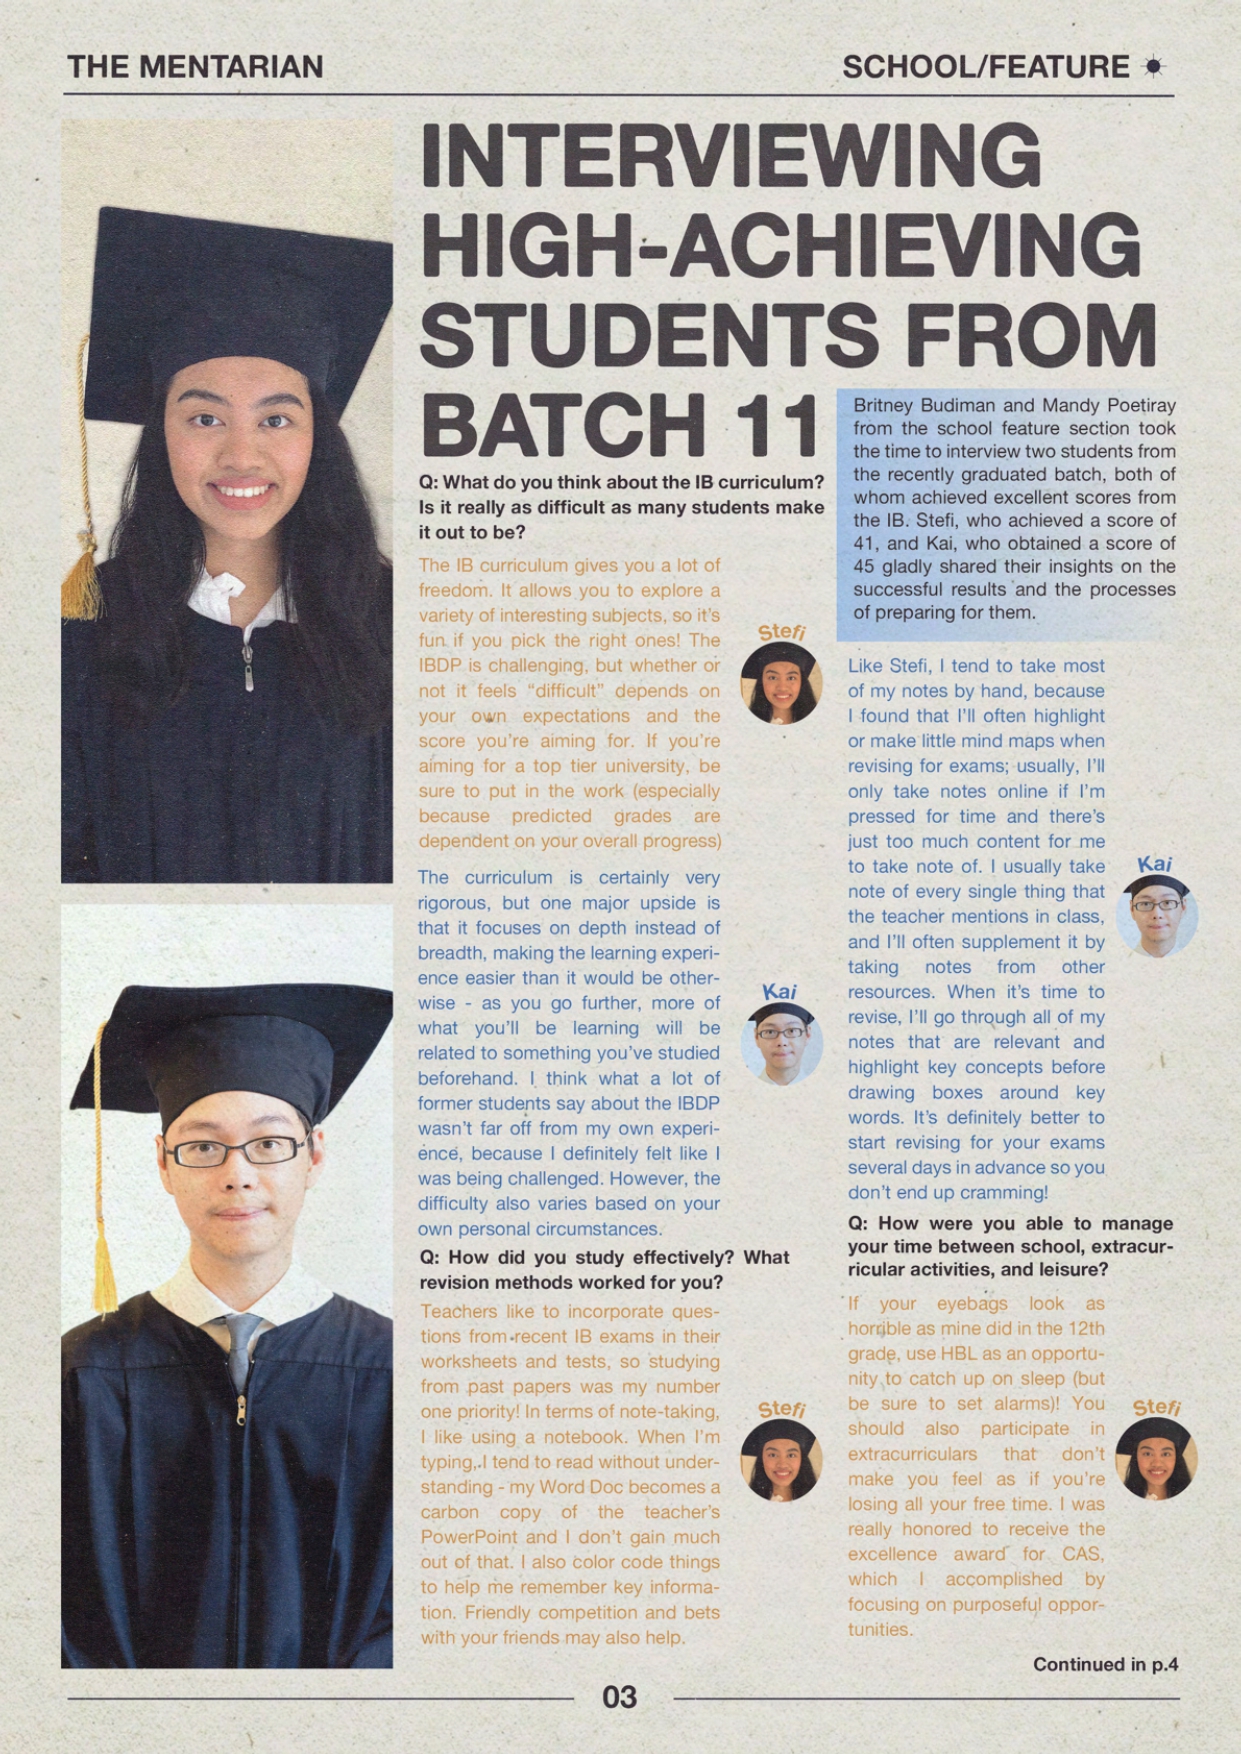 THE MENTARIAN
SCHOOL/FEATURE
INTERVIEWING
HIGH-ACHIEVING
STUDENTS FROM
BATCH 11
Britney Budiman and Mandy Poetiray
from the school feature section took
the time to interview two students from
the recently graduated batch, both of
whom achieved excellent scores from
the IB. Stefi, who achieved a score of
41, and Kai, who obtained a score of
45 gladly shared their insights on the
successful results and the processes
of preparing for them.
Q: What do you think about the IB curriculum?
Is it really as difficult as many students make
it out to be?
The IB curriculum gives you a lot of
freedom. It allows you to explore a
variety of interesting subjects, so it's
fun if you pick the right ones! The
IBDP is challenging, but whether or
not it feels “difficult” depends on
your own expectations and the
score you're aiming for. If you're
aiming for a top tier university, be
sure to put in the work (especially
because predicted grades are
dependent on your overall progress)
Stefi
The curriculum is certainly very
rigorous, but one major upside is
that it focuses on depth instead of
breadth, making the learning experi-
ence easier than it would be other-
wise - as you go further, more of
what you'll be learning will be
related to something you've studied
beforehand. I think what a lot of
former students say about the IBDP
wasn't far off from my own experi-
ence, because I definitely felt like I
was being challenged. However, the
difficulty also varies based on your
own personal circumstances.
Kai
Q: How did you study effectively? What
revision methods worked for you?
Teachers like to incorporate ques-
tions from recent IB exams in their
worksheets and tests, so studying
from past papers was my number
one priority! In terms of note-taking,
I like using a notebook. When I'm
typing, I tend to read without under-
standing - my Word Doc becomes a
carbon copy of the teacher's
PowerPoint and I don't gain much
out of that. I also color code things
to help me remember key informa-
tion. Friendly competition and bets
with your friends may also help.
Stefi
Like Stefi, I tend to take most
of my notes by hand, because
I found that I'll often highlight
or make little mind maps when
revising for exams; usually, I'll
only take notes online if I'm
pressed for time and there's
just too much content for me
to take note of. I usually take
note of every single thing that
the teacher mentions in class,
and I'll often supplement it by
taking notes from other
resources. When it's time to
revise, I'll go through all of my
notes that are relevant and
highlight key concepts before
drawing boxes around key
words. It's definitely better to
start revising for your exams
several days in advance so you
don't end up cramming!
Kai
Q: How were you able to manage
your time between school, extracur-
ricular activities, and leisure?
If your eyebags look as
horrible as mine did in the 12th
grade, use HBL as an opportu-
nity to catch up on sleep (but
be sure to set alarms)! You
should also participate in
extracurriculars that don't
make you feel as if you're
losing all your free time. I was
really honored to receive the
excellence award for CAS,
which I accomplished by
focusing on purposeful oppor-
tunities.
Stefi
Continued in p.4
03